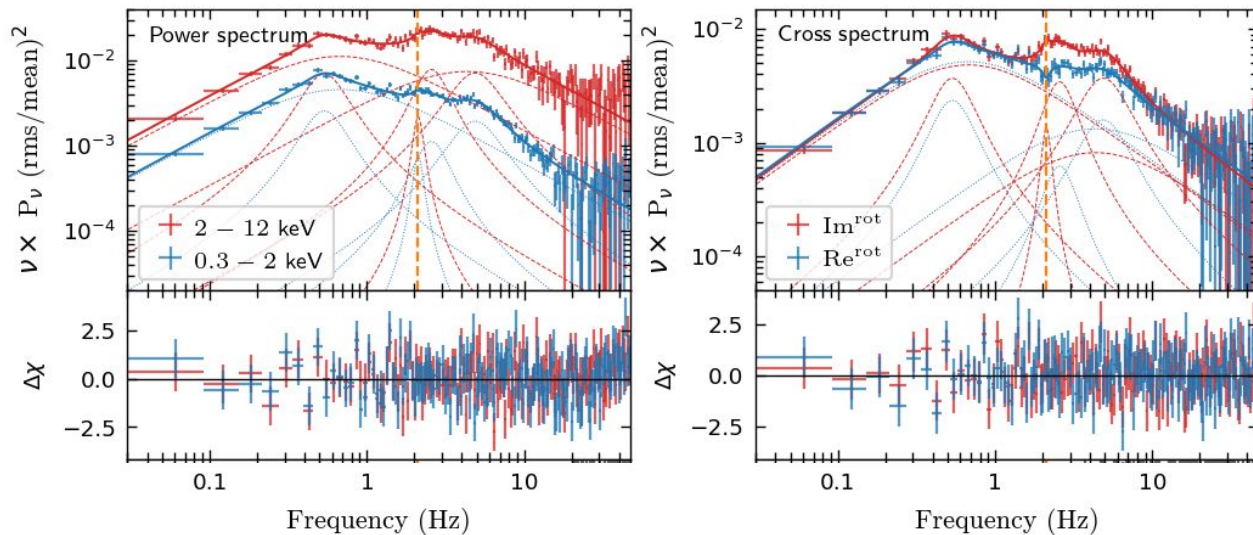 Power spectrum
ν × P_ν (rms/mean)²
10⁻²
10⁻³
10⁻⁴
2 − 12 keV
0.3 − 2 keV
Δχ
2.5
0.0
−2.5
0.1
1
10
Frequency (Hz)
Cross spectrum
ν × P_ν (rms/mean)²
10⁻²
10⁻³
10⁻⁴
Im^rot
Re^rot
Δχ
2.5
0.0
−2.5
0.1
1
10
Frequency (Hz)